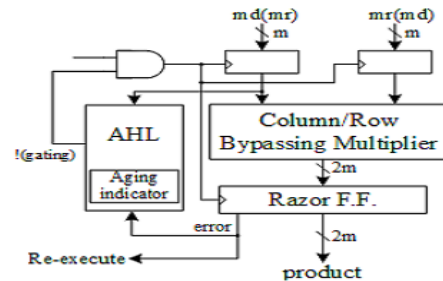 md(mr)
mr(md)
m
m
AHL
Column/Row
Bypassing Multiplier
!(gating)
Aging
indicator
2m
Razor F.F.
error
2m
Re-execute
product